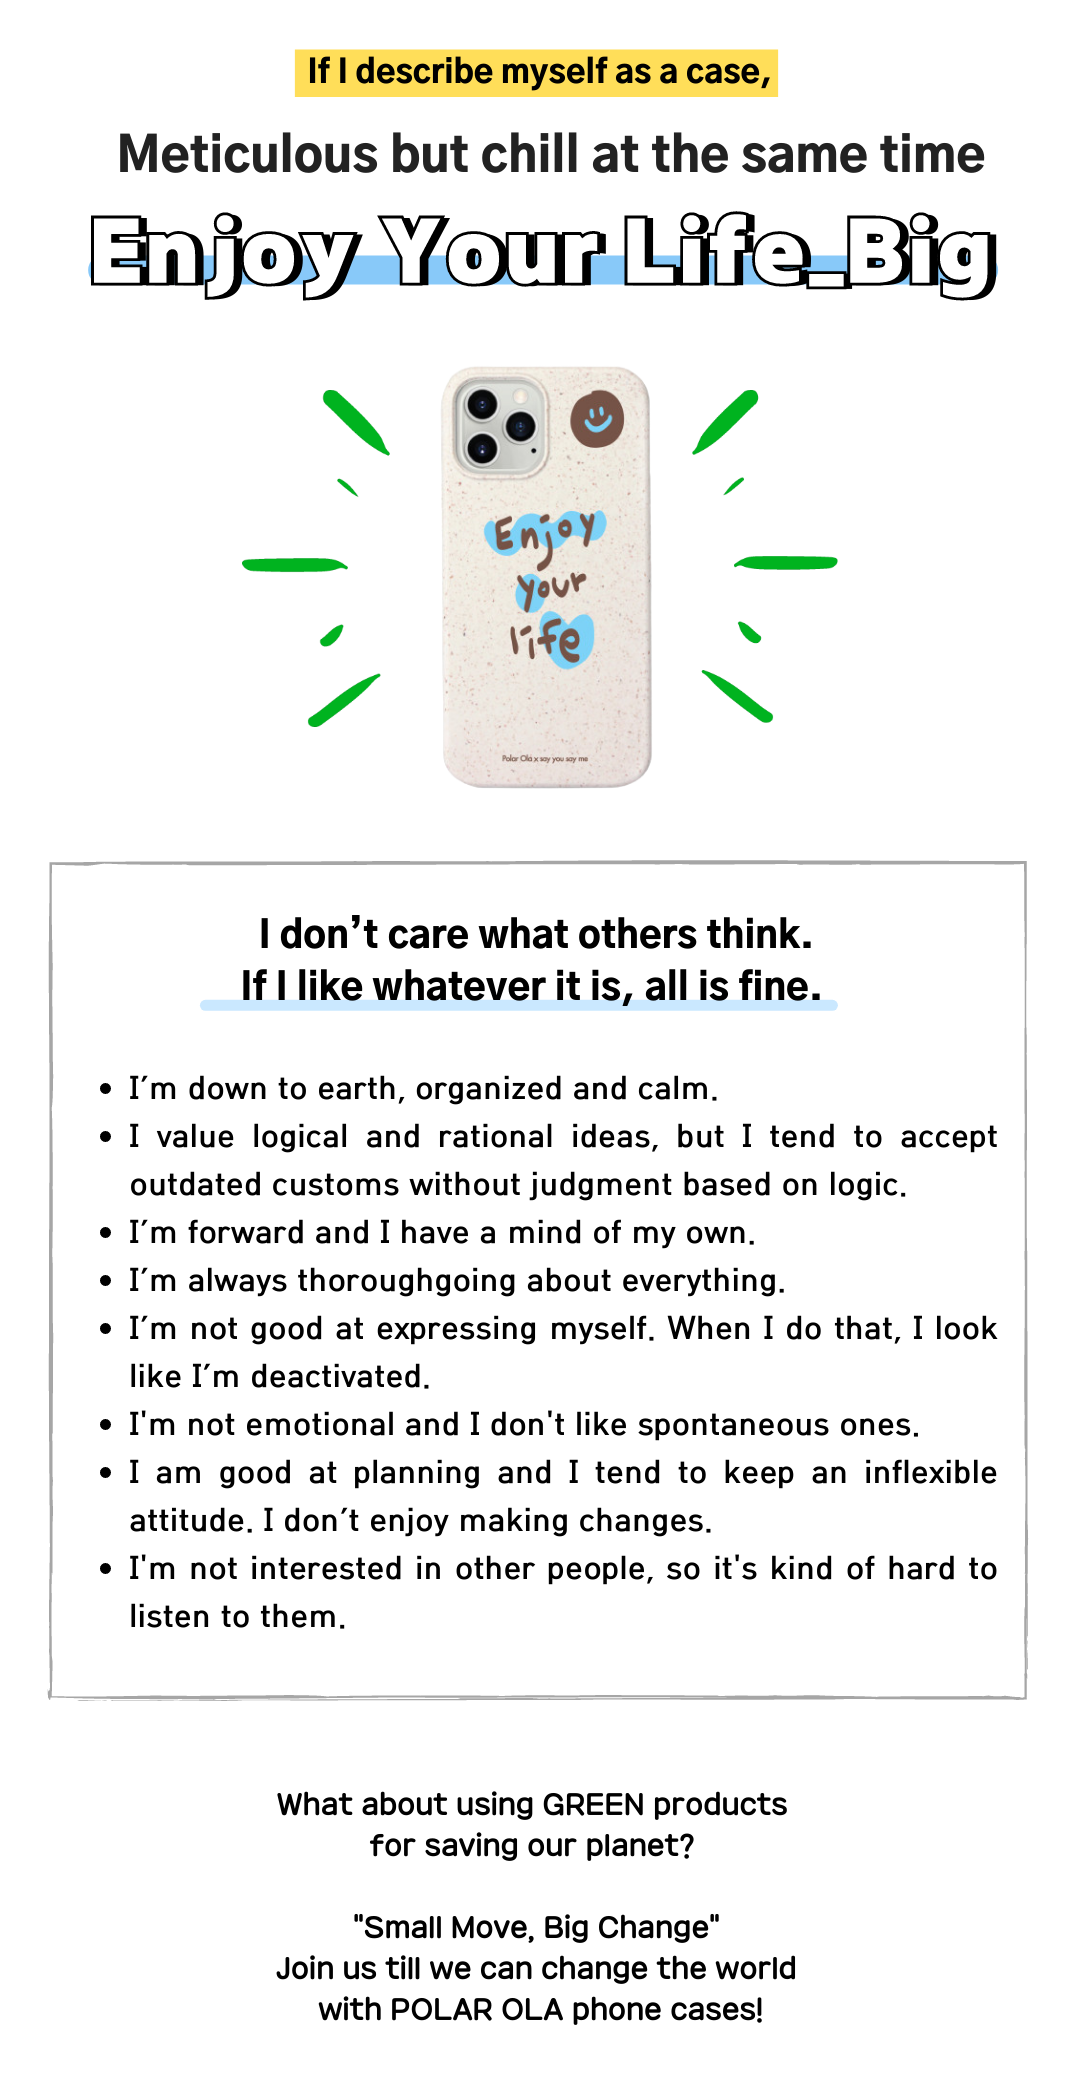 If I describe myself as a case,
Meticulous but chill at the same time
Enjoy Your Life_Big
Enjoy
your
life
Polar Ola x say you say me
I don’t care what others think.
If I like whatever it is, all is fine.
• I′m down to earth, organized and calm.
• I value logical and rational ideas, but I tend to accept
outdated customs without judgment based on logic.
• I′m forward and I have a mind of my own.
• I′m always thoroughgoing about everything.
• I′m not good at expressing myself. When I do that, I look
like I′m deactivated.
• I'm not emotional and I don't like spontaneous ones.
• I am good at planning and I tend to keep an inflexible
attitude. I don′t enjoy making changes.
• I'm not interested in other people, so it's kind of hard to
listen to them.
What about using GREEN products
for saving our planet?
"Small Move, Big Change"
Join us till we can change the world
with POLAR OLA phone cases!